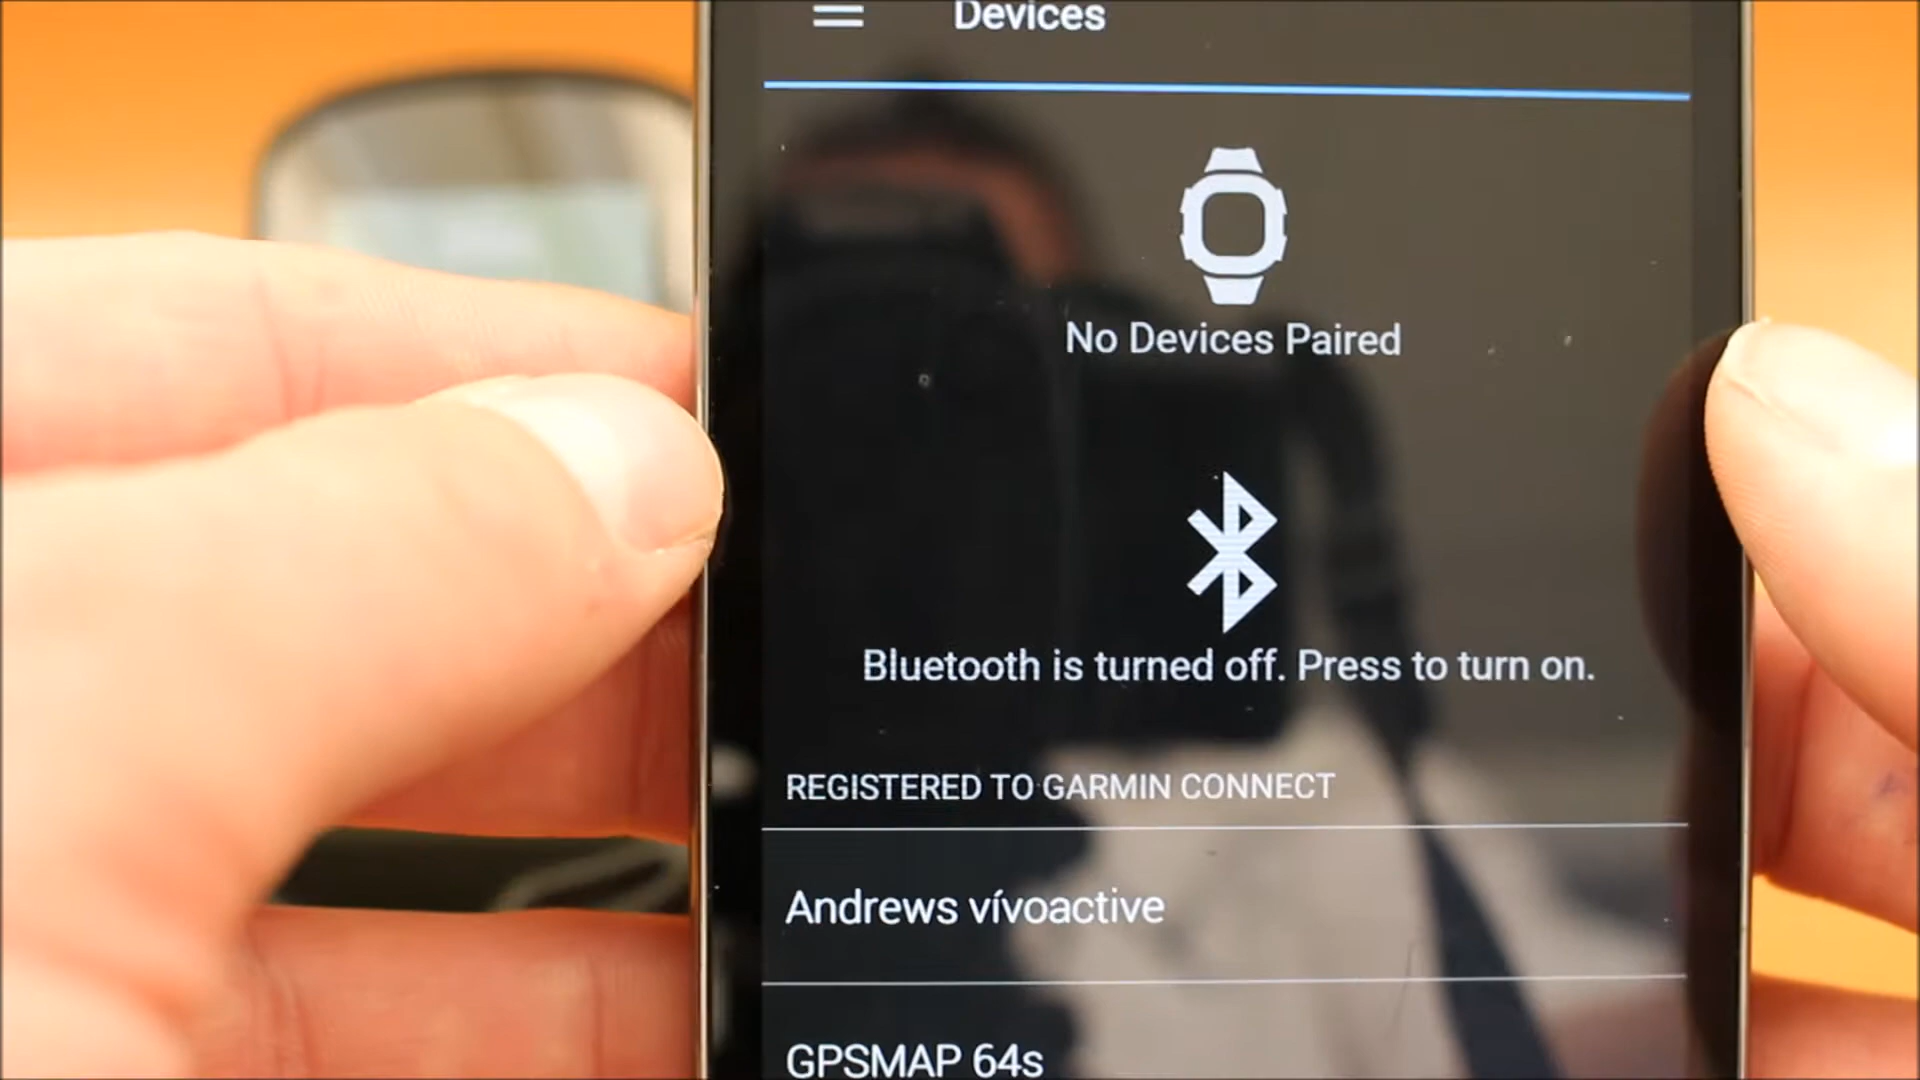 Devices
No Devices Paired
Bluetooth is turned off. Press to turn on.
REGISTERED TO GARMIN CONNECT
Andrews vívoactive
GPSMAP 64s